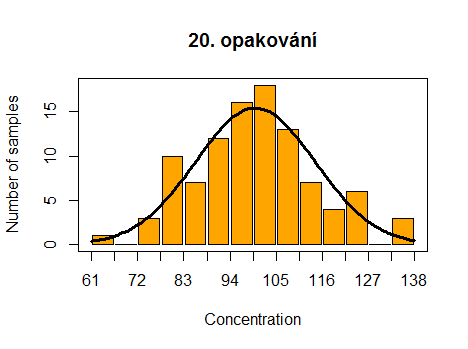 20. opakování
Number of samples
15
10
5
0
61 72 83 94 105 116 127 138
Concentration